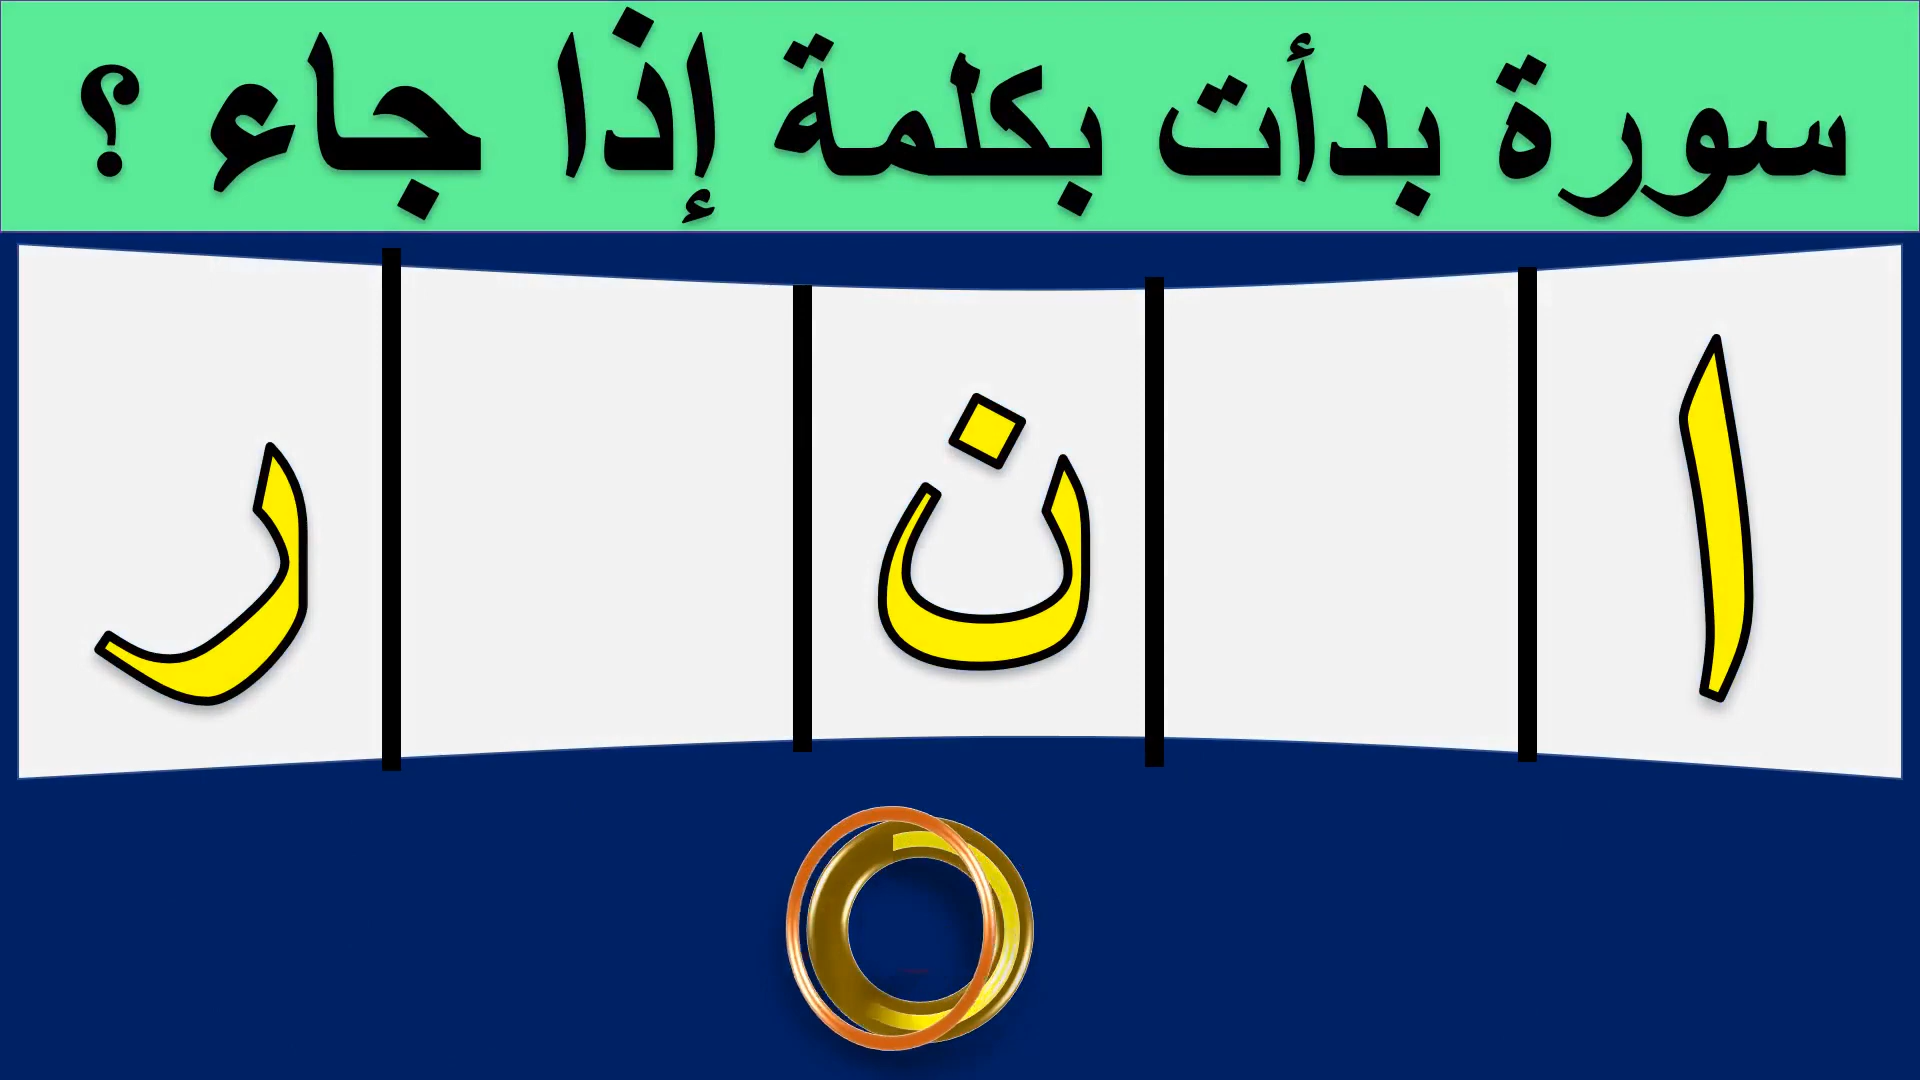 سورة بدأت بكلمة إذا جاء ؟
ا ن ر